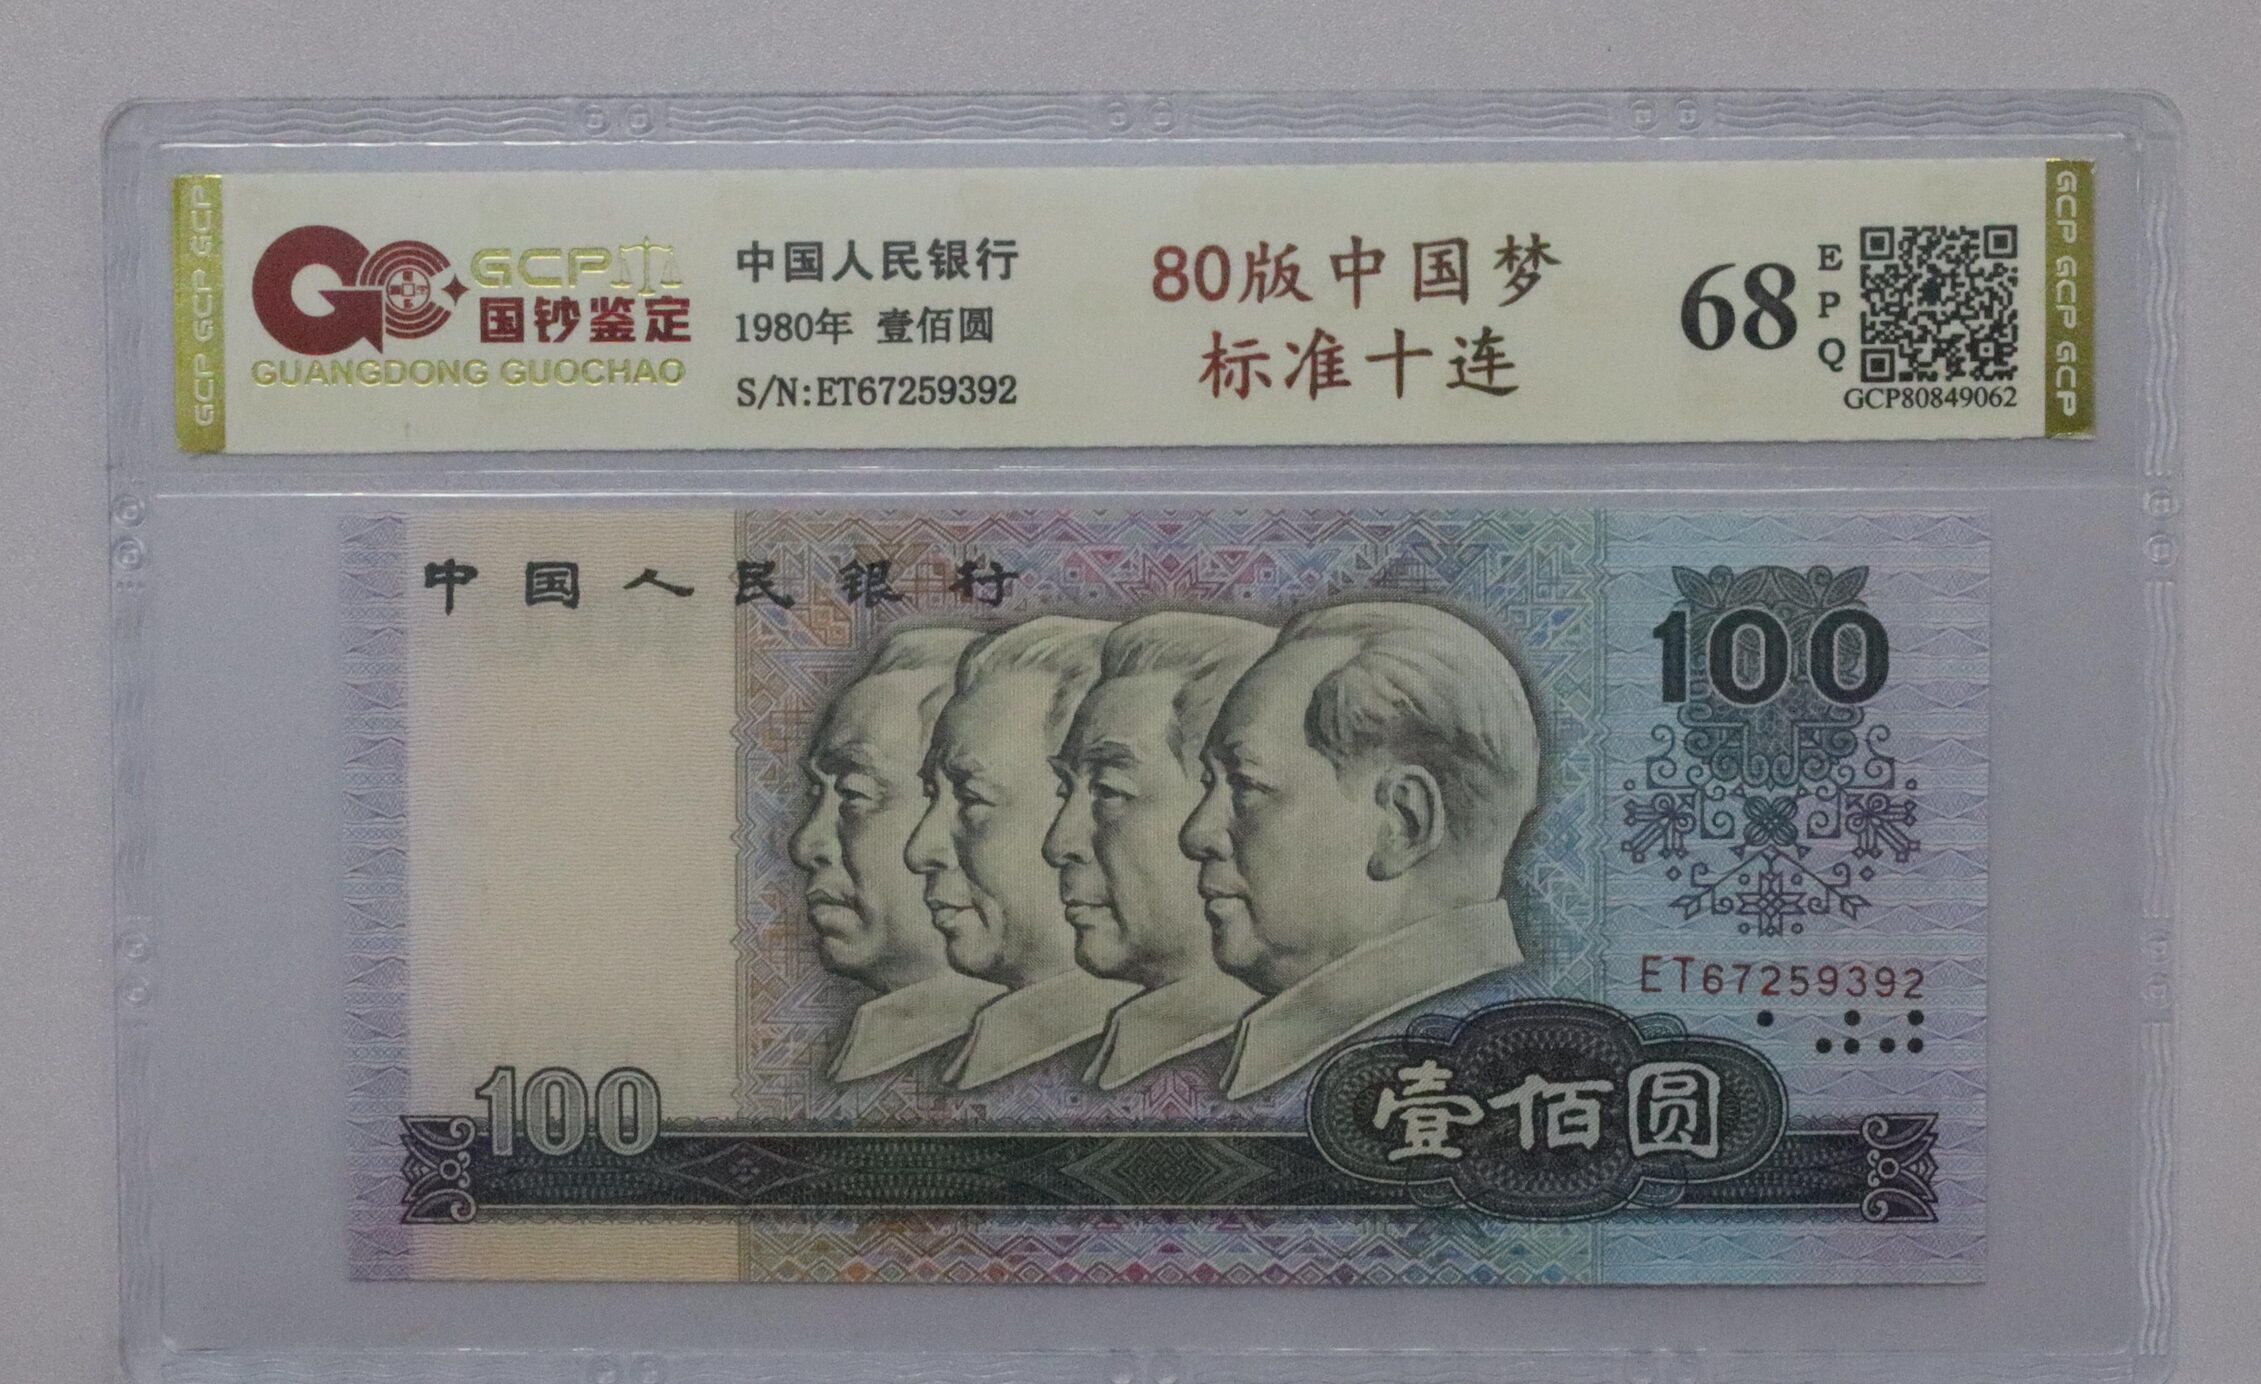 GCP GCP GCP
GCP
国钞鉴定
GUANGDONG GUOCHAO
中国人民银行
1980年 壹佰圆
S/N:ET67259392
80版中国梦
标准十连
68
EPQ
GCP80849062
GCP GCP GCP
中国人民银行
100
ET67259392
100
壹佰圆